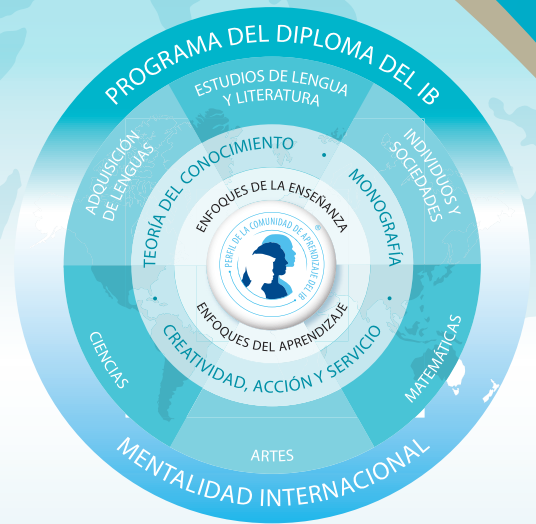 PROGRAMA DEL DIPLOMA DEL IB
ESTUDIOS DE LENGUA
Y LITERATURA
ADQUISICIÓN
DE LENGUAS
INDIVIDUOS Y
SOCIEDADES
TEORÍA DEL CONOCIMIENTO
MONOGRAFÍA
ENFOQUES DE LA ENSEÑANZA
PERFIL DE LA COMUNIDAD DE APRENDIZAJE DEL IB
®
ENFOQUES DEL APRENDIZAJE
CREATIVIDAD, ACCIÓN Y SERVICIO
CIENCIAS
MATEMÁTICAS
ARTES
MENTALIDAD INTERNACIONAL